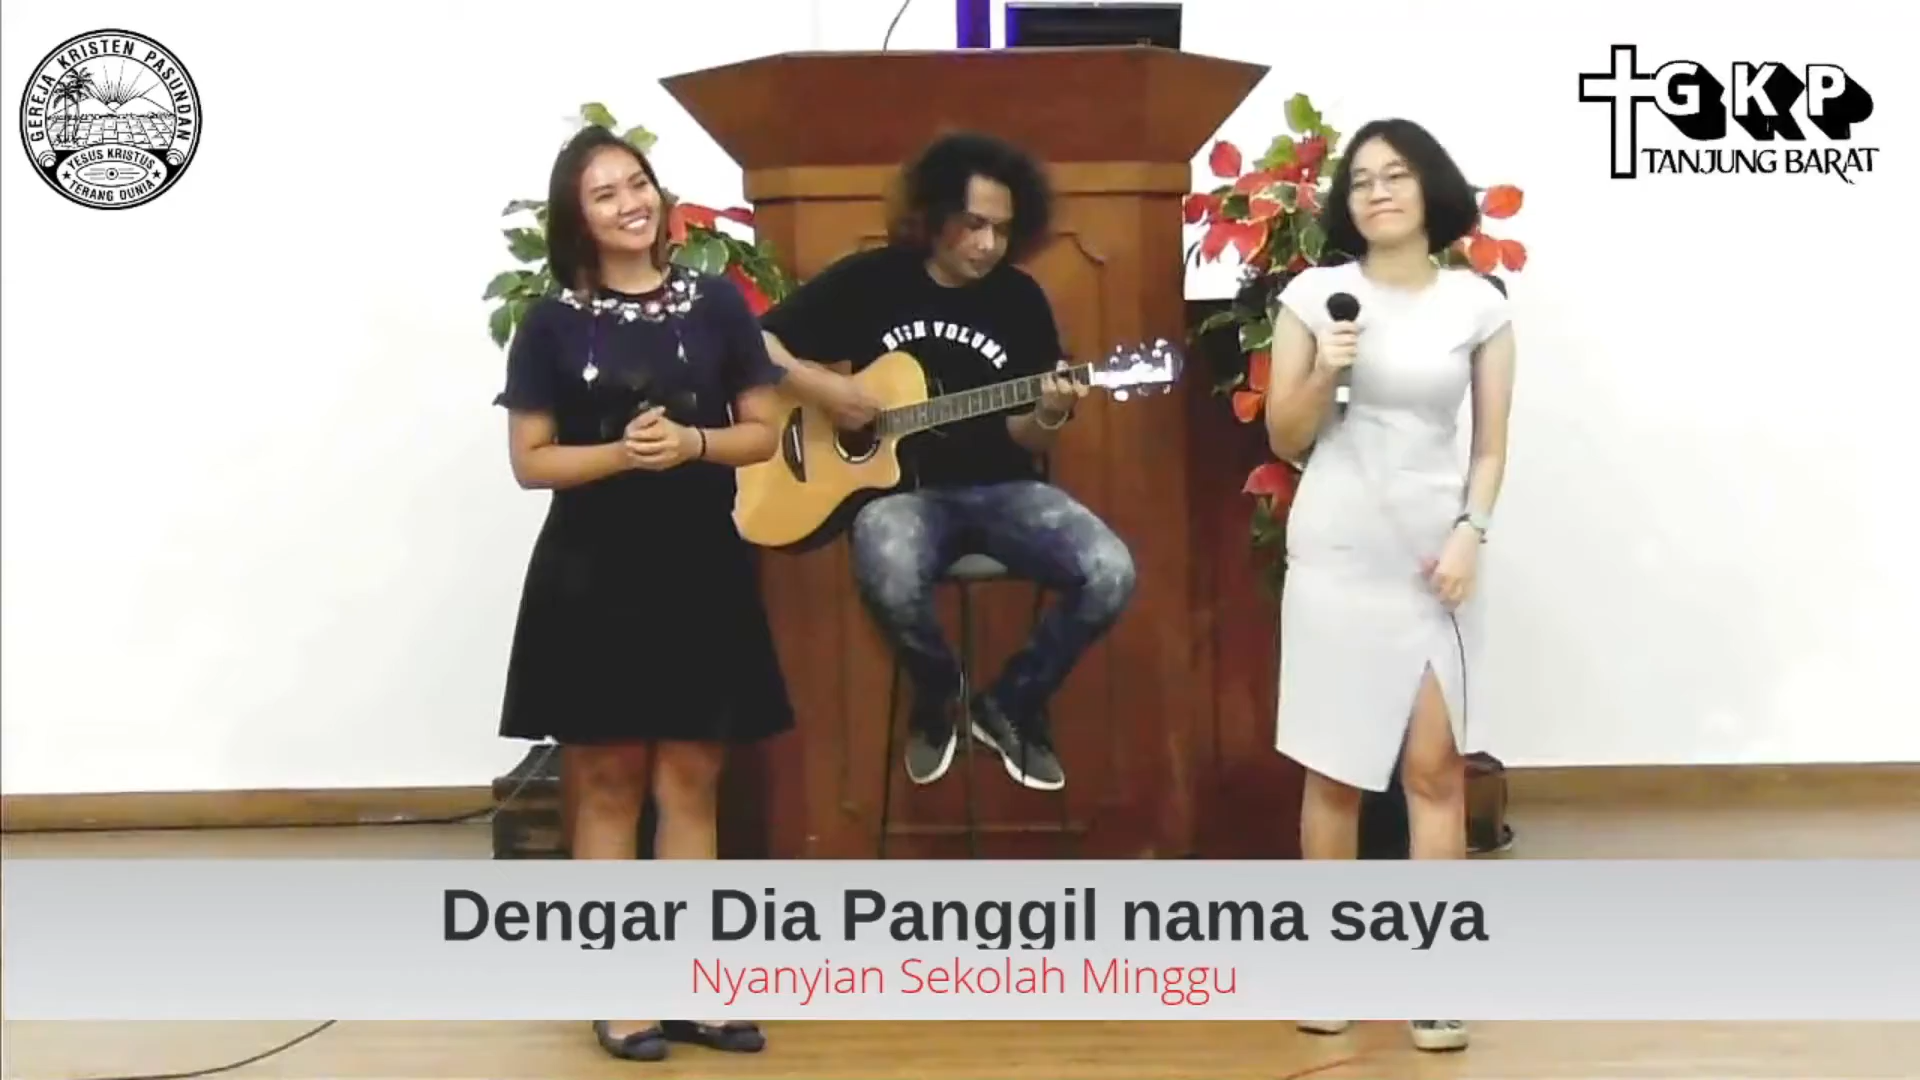 GEREJA KRISTEN PASUNDAN
YESUS KRISTUS
TERANG DUNIA
GKP
TANJUNG BARAT
HIGH VOLUME
Dengar Dia Panggil nama saya
Nyanyian Sekolah Minggu